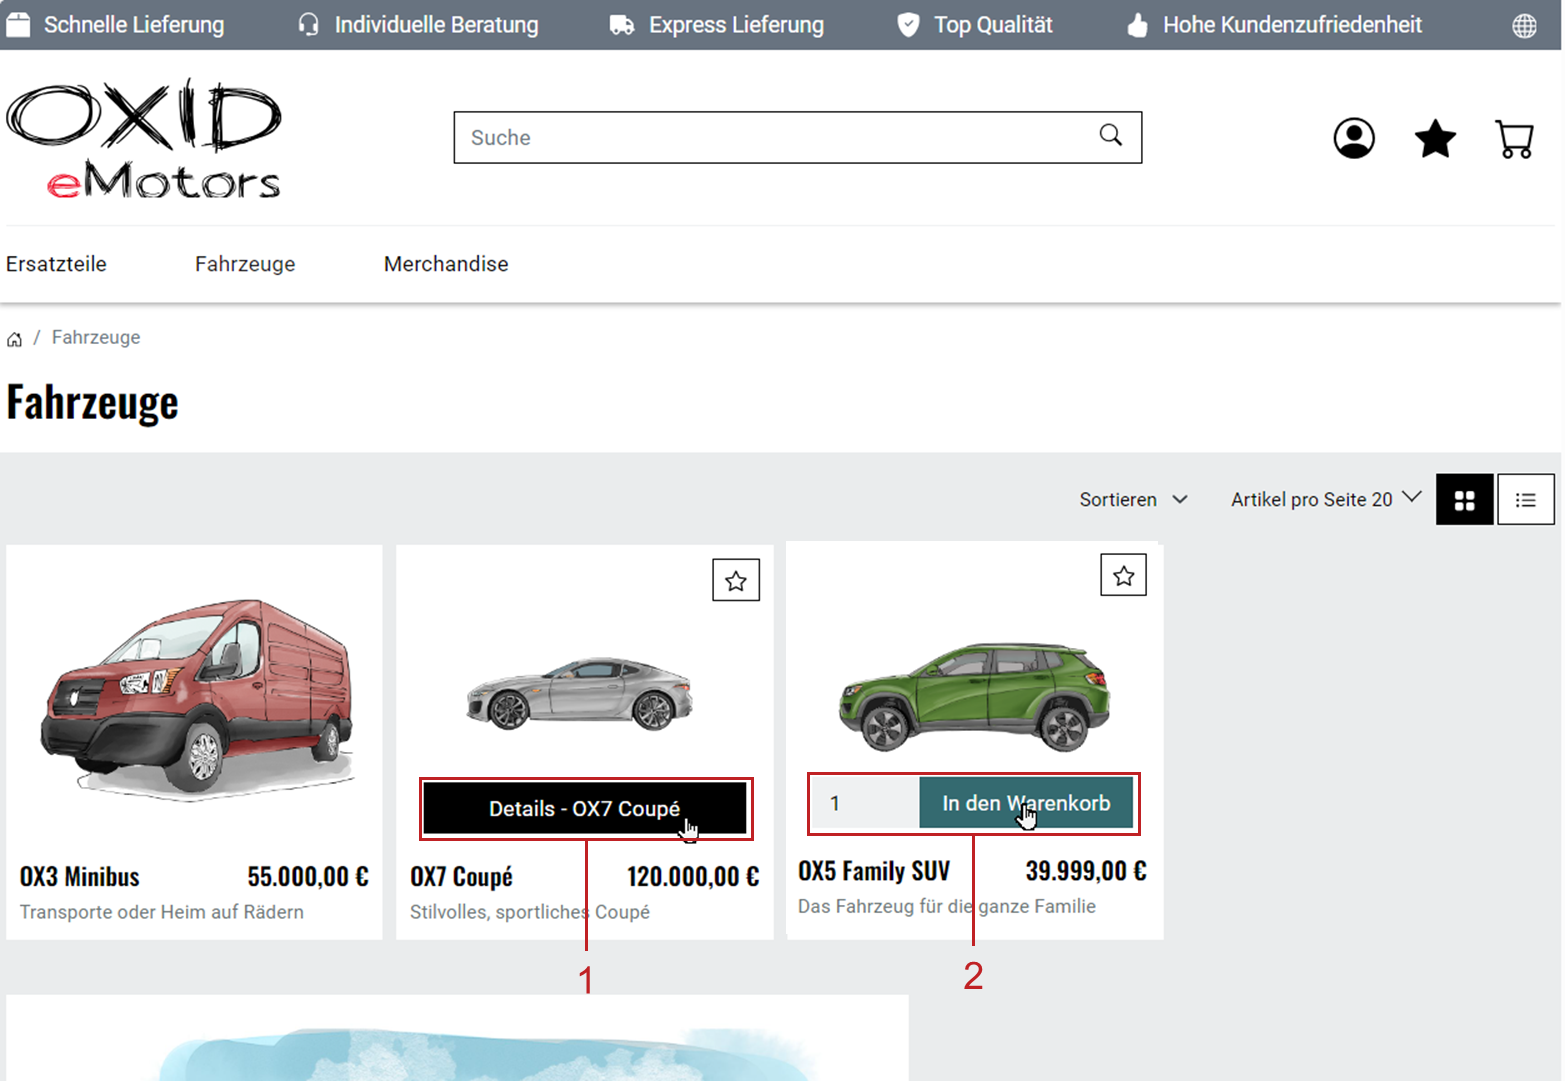 Schnelle Lieferung Individuelle Beratung Express Lieferung Top Qualität Hohe Kundenzufriedenheit
OXID
eMotors
Suche
Ersatzteile Fahrzeuge Merchandise
/ Fahrzeuge
Fahrzeuge
Sortieren Artikel pro Seite 20
Details - OX7 Coupé
1 In den Warenkorb
OX3 Minibus 55.000,00 €
Transporte oder Heim auf Rädern
OX7 Coupé 120.000,00 €
Stilvolles, sportliches Coupé
OX5 Family SUV 39.999,00 €
Das Fahrzeug für die ganze Familie
1
2